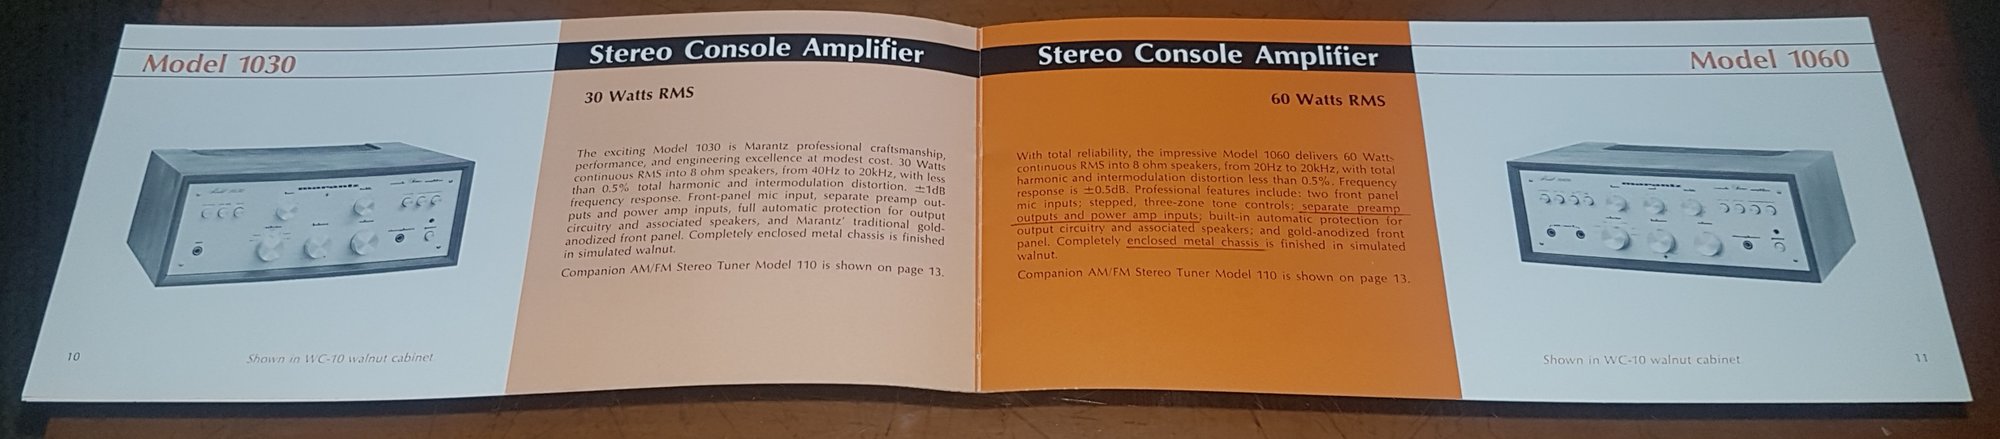 Model 1030
Stereo Console Amplifier
30 Watts RMS
The exciting Model 1030 is Marantz professional craftsmanship,
performance, and engineering excellence at modest cost. 30 Watts
continuous RMS into 8 ohm speakers, from 40Hz to 20kHz, with less
than 0.5% total harmonic and intermodulation distortion. ±1dB
frequency response. Front-panel mic input, separate preamp out-
puts and power amp inputs, full automatic protection for output
circuitry and associated speakers, and Marantz' traditional gold-
anodized front panel. Completely enclosed metal chassis is finished
in simulated walnut.
Companion AM/FM Stereo Tuner Model 110 is shown on page 13.
marantz
Shown in WC-10 walnut cabinet
10
Stereo Console Amplifier
Model 1060
60 Watts RMS
With total reliability, the impressive Model 1060 delivers 60 Watts
continuous RMS into 8 ohm speakers, from 20Hz to 20kHz, with total
harmonic and intermodulation distortion less than 0.5%. Frequency
response is ±0.5dB. Professional features include: two front panel
mic inputs; stepped, three-zone tone controls; separate preamp
outputs and power amp inputs; built-in automatic protection for
output circuitry and associated speakers; and gold-anodized front
panel. Completely enclosed metal chassis is finished in simulated
walnut.
Companion AM/FM Stereo Tuner Model 110 is shown on page 13.
marantz
Shown in WC-10 walnut cabinet
11